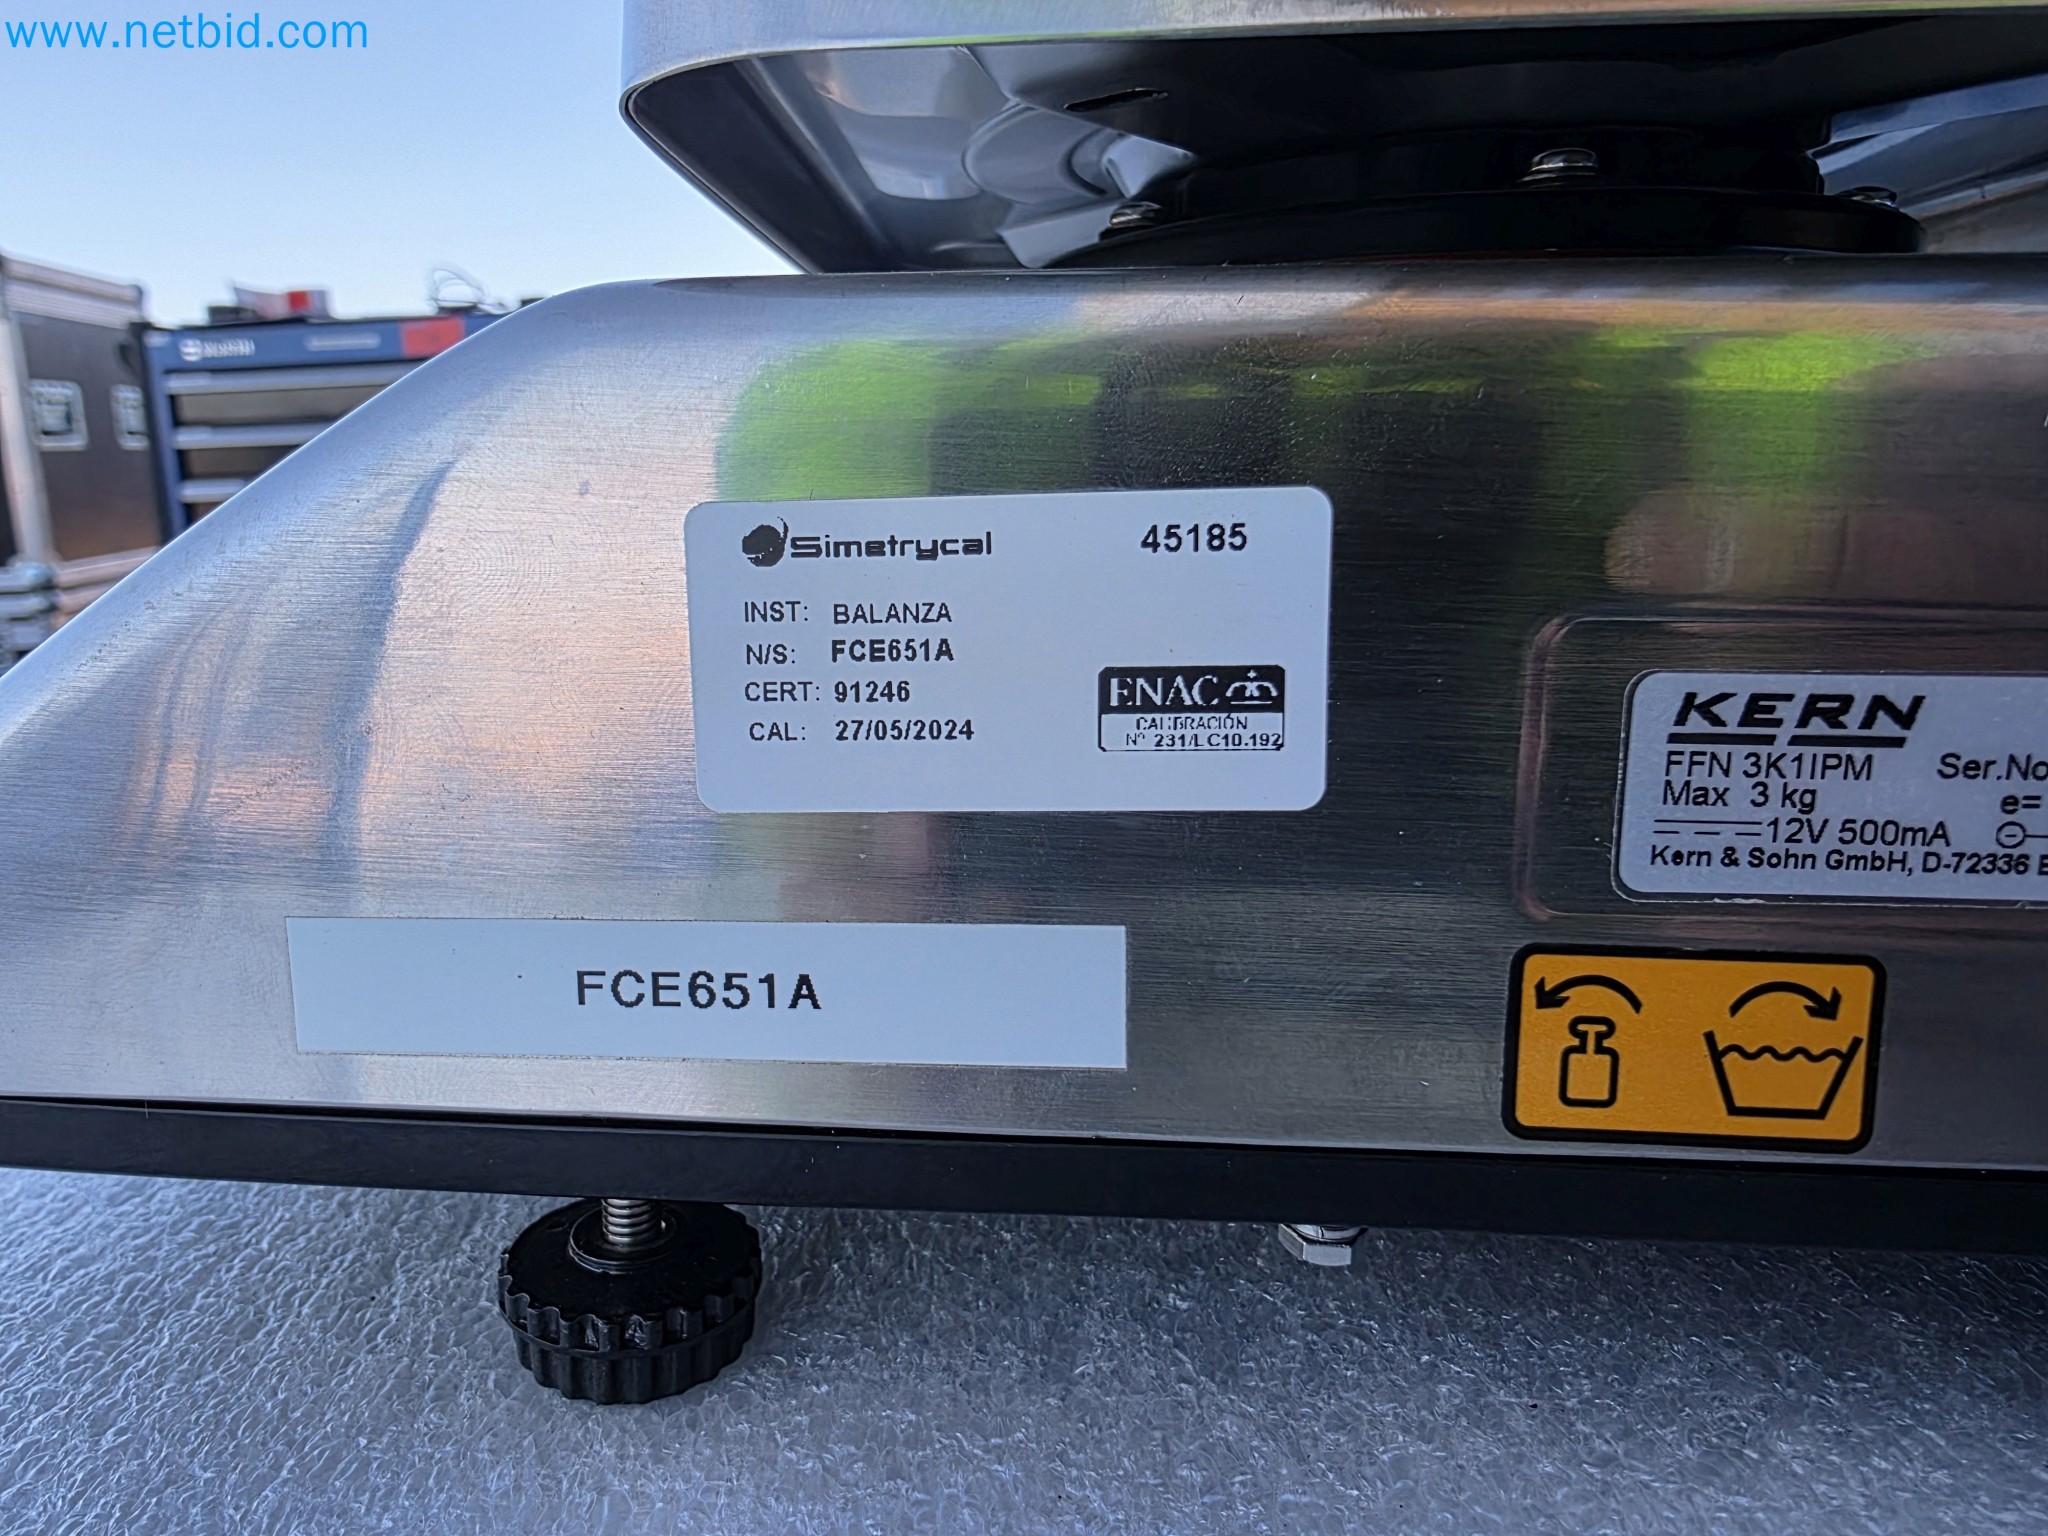 www.netbid.com
Simetrycal 45185
INST: BALANZA
N/S: FCE651A
CERT: 91246
CAL: 27/05/2024
ENAC
CALIBRACIÓN
Nº 231/LC10.192
KERN
FFN 3K1IPM Ser.No
Max 3 kg e=
12V 500mA
Kern & Sohn GmbH, D-72336
FCE651A